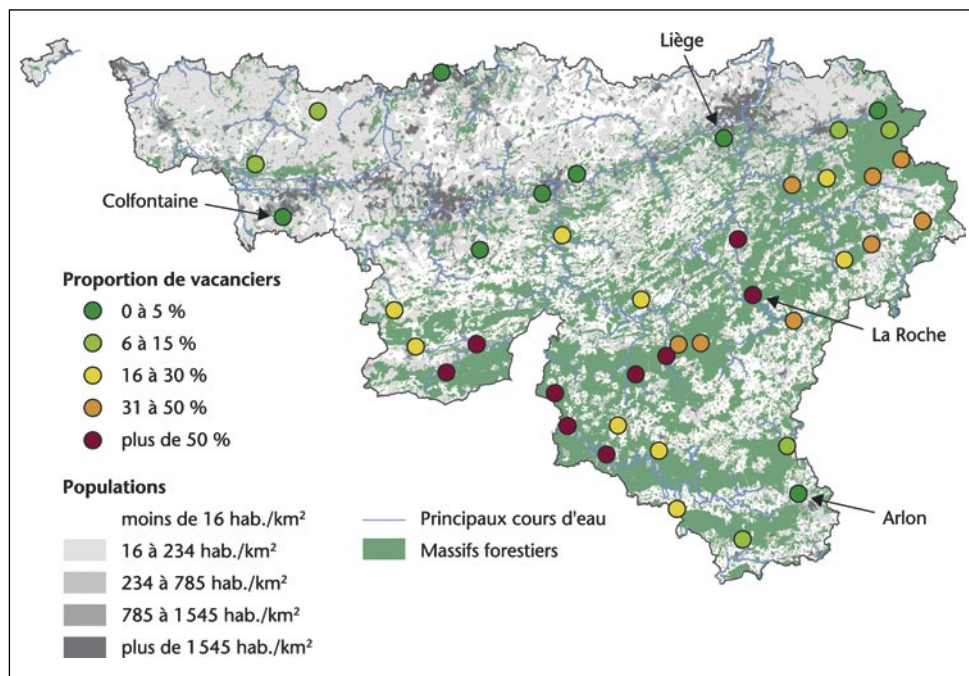 Liège
Colfontaine
Proportion de vacanciers
0 à 5 %
6 à 15 %
16 à 30 %
31 à 50 %
plus de 50 %
La Roche
Populations
moins de 16 hab./km²
16 à 234 hab./km²
234 à 785 hab./km²
785 à 1 545 hab./km²
plus de 1 545 hab./km²
Principaux cours d'eau
Massifs forestiers
Arlon